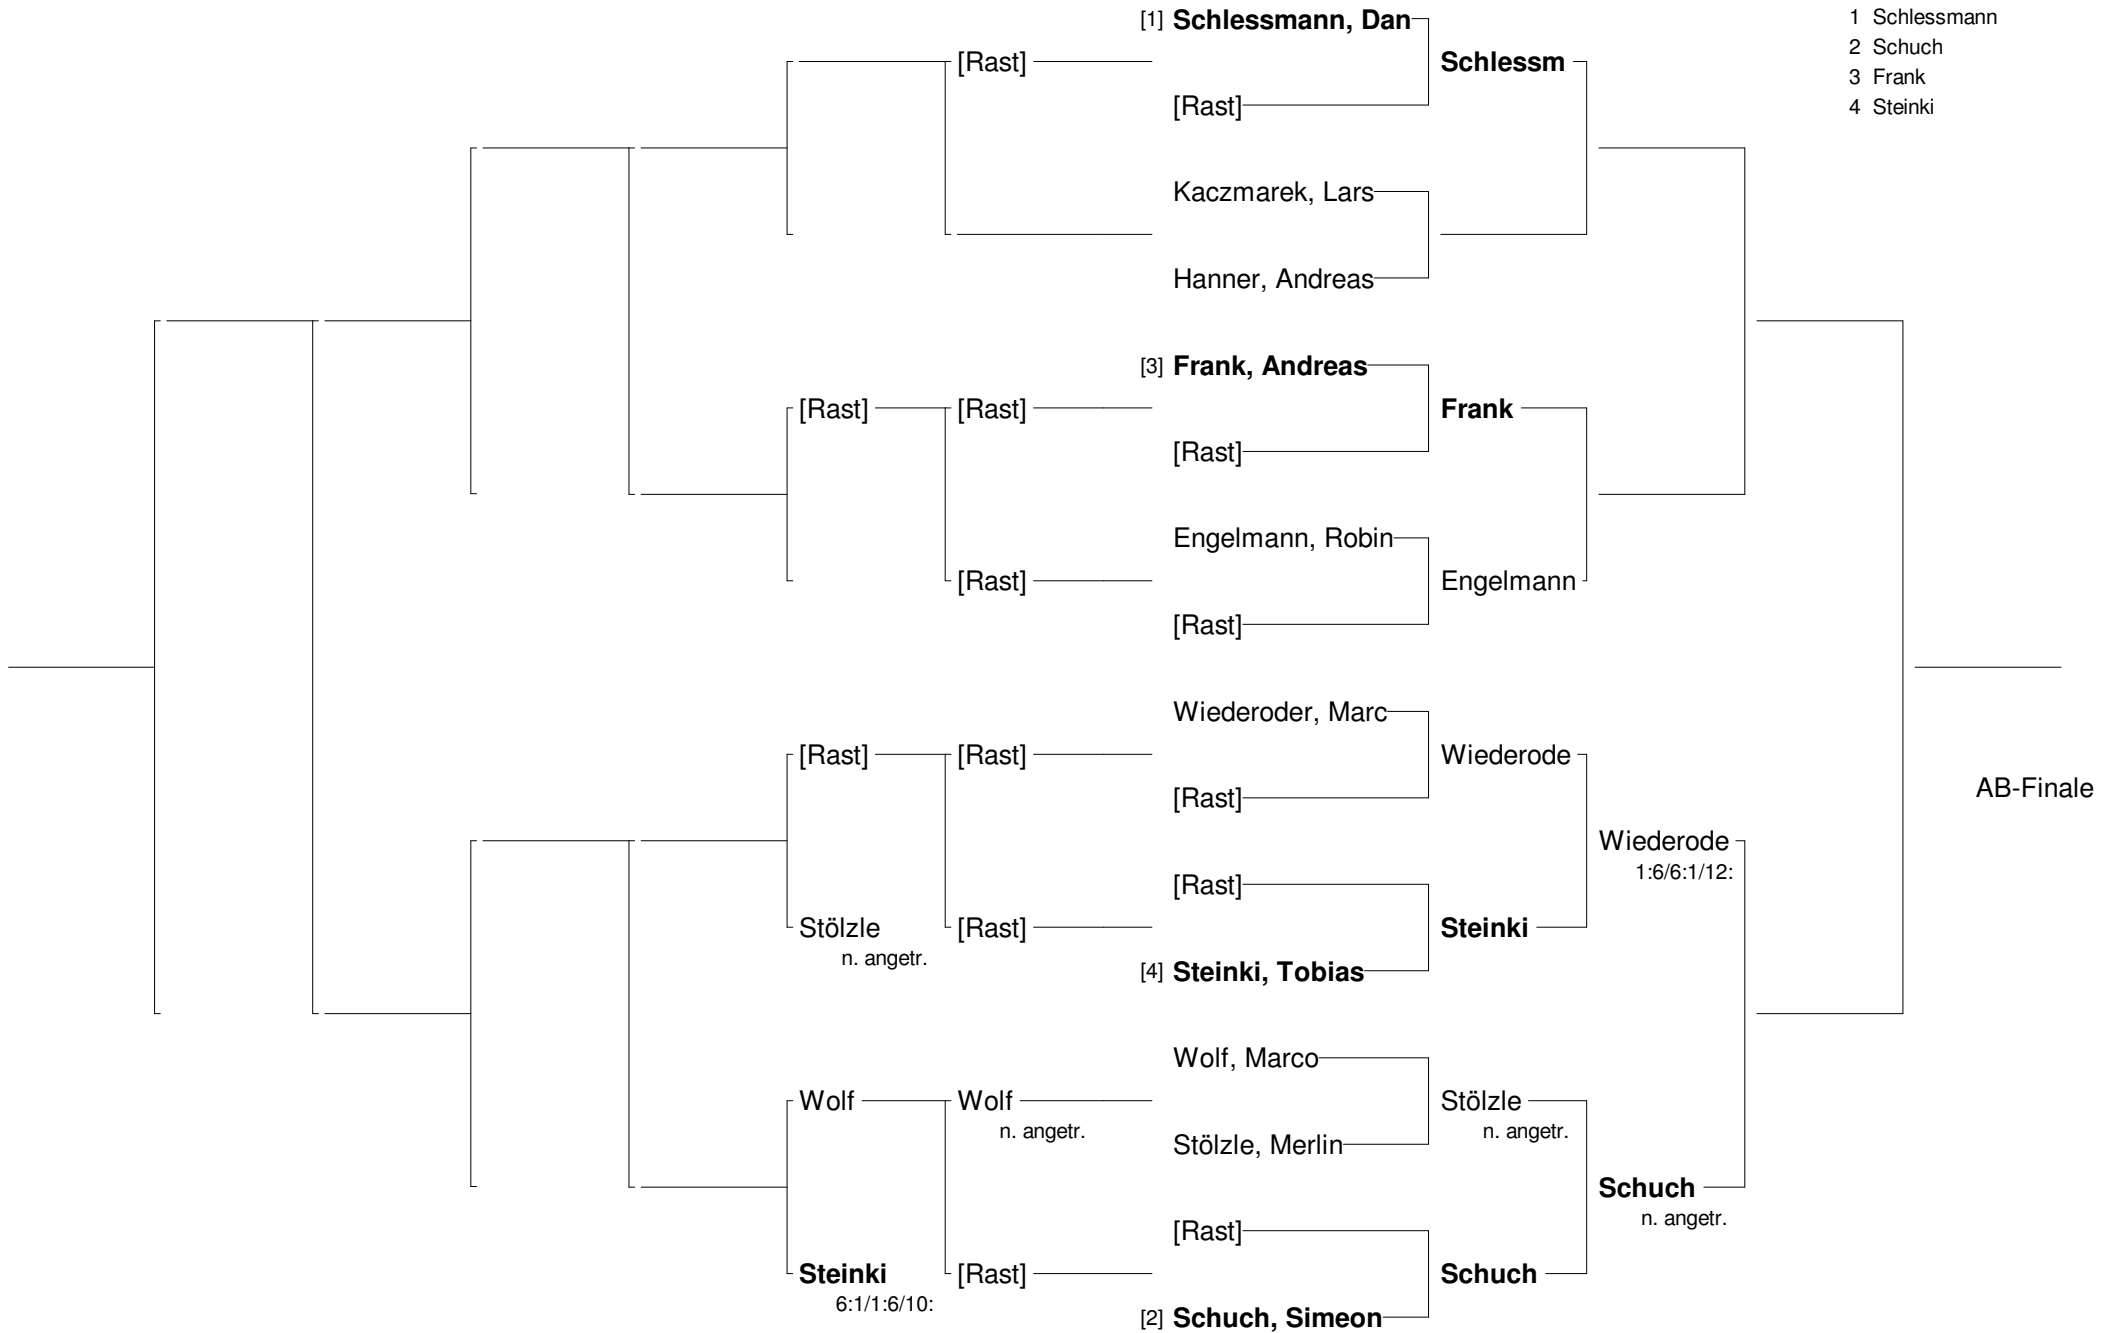 [1] Schlessmann, Dan
1 Schlessmann
2 Schuch
3 Frank
4 Steinki
[Rast]
Schlessm
[Rast]
Kaczmarek, Lars
Hanner, Andreas
[3] Frank, Andreas
[Rast]
[Rast]
Frank
[Rast]
Engelmann, Robin
[Rast]
Engelmann
[Rast]
Wiederoder, Marc
[Rast]
[Rast]
Wiederode
[Rast]
AB-Finale
Wiederode
1:6/6:1/12:
[Rast]
Stölzle
n. angetr.
[Rast]
Steinki
[4] Steinki, Tobias
Wolf, Marco
Wolf
Wolf
n. angetr.
Stölzle
n. angetr.
Stölzle, Merlin
Schuch
n. angetr.
[Rast]
Steinki
6:1/1:6/10:
[Rast]
Schuch
[2] Schuch, Simeon